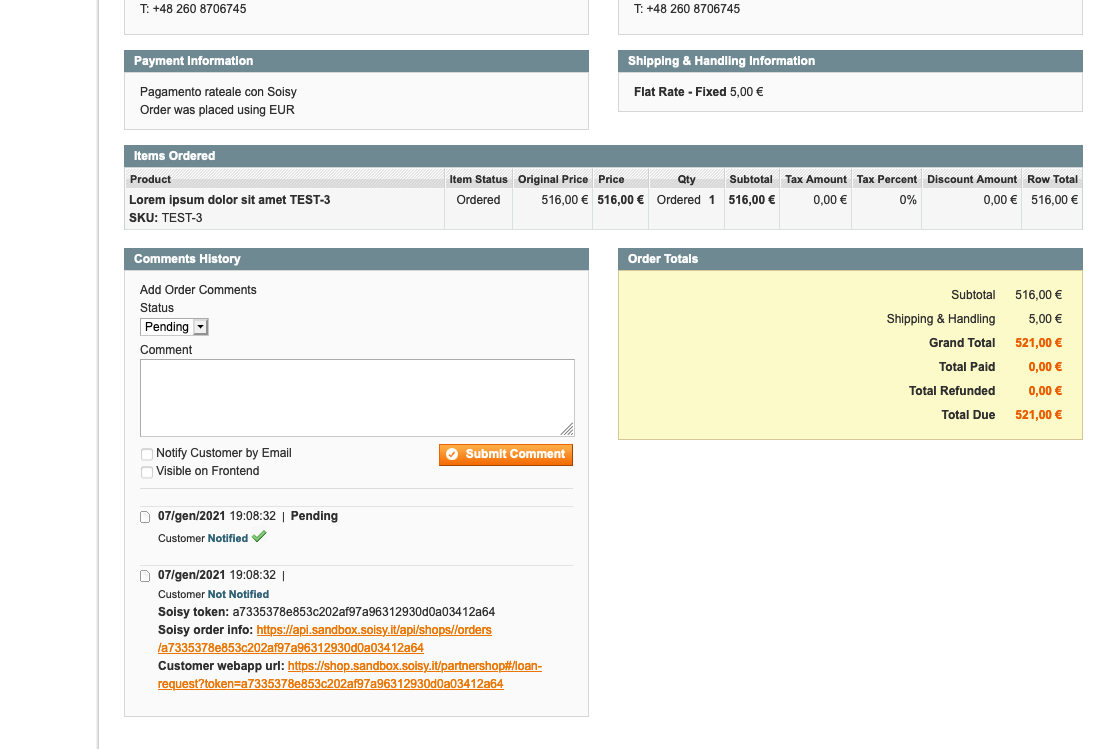 T: +48 260 8706745
T: +48 260 8706745
Payment Information
Pagamento rateale con Soisy
Order was placed using EUR
Shipping & Handling Information
Flat Rate - Fixed 5,00 €
Items Ordered
Product Item Status Original Price Price Qty Subtotal Tax Amount Tax Percent Discount Amount Row Total
Lorem ipsum dolor sit amet TEST-3 Ordered 516,00 € 516,00 € Ordered 1 516,00 € 0,00 € 0% 0,00 € 516,00 €
SKU: TEST-3
Comments History
Add Order Comments
Status
Pending
Comment
Notify Customer by Email
Visible on Frontend
Submit Comment
07/gen/2021 19:08:32 | Pending
Customer Notified
07/gen/2021 19:08:32 |
Customer Not Notified
Soisy token: a7335378e853c202af97a96312930d0a03412a64
Soisy order info: https://api.sandbox.soisy.it/api/shops//orders
/a7335378e853c202af97a96312930d0a03412a64
Customer webapp url: https://shop.sandbox.soisy.it/partnershop#/loan-
request?token=a7335378e853c202af97a96312930d0a03412a64
Order Totals
Subtotal 516,00 €
Shipping & Handling 5,00 €
Grand Total 521,00 €
Total Paid 0,00 €
Total Refunded 0,00 €
Total Due 521,00 €